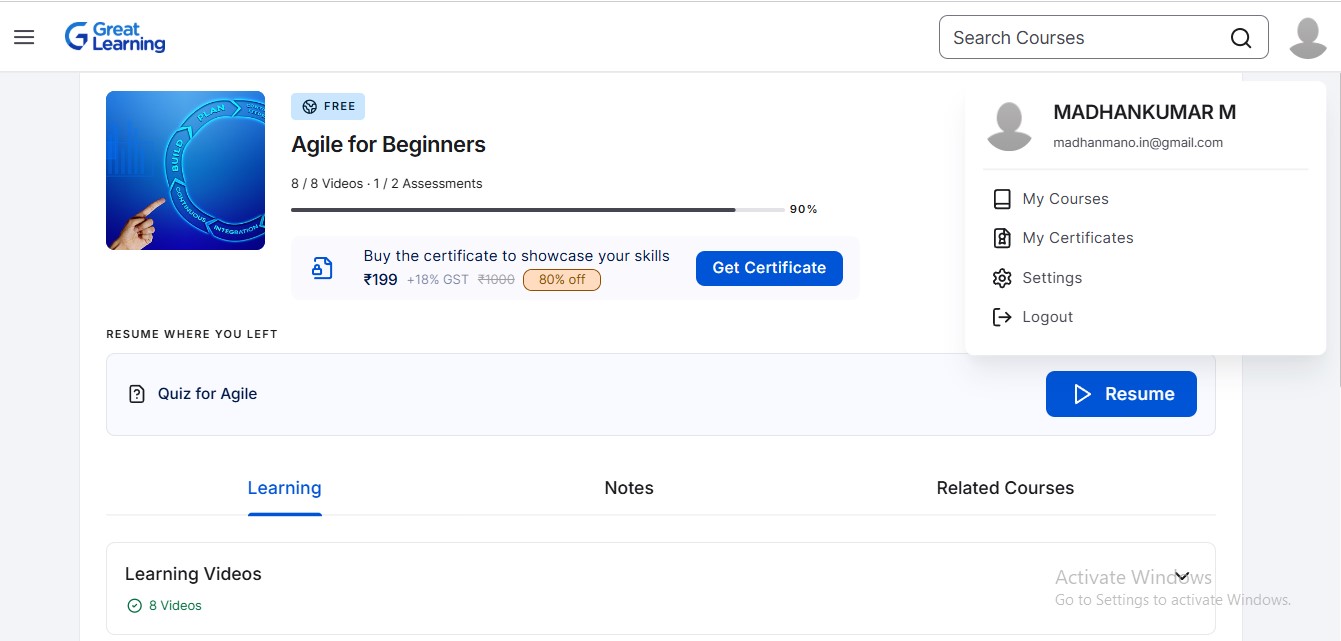 Great
Learning
Search Courses
PLAN
BUILD
CONTINUOUS
INTEGRATION
FREE
Agile for Beginners
8 / 8 Videos · 1 / 2 Assessments
90%
Buy the certificate to showcase your skills
₹199 +18% GST ₹1000 80% off
Get Certificate
MADHANKUMAR M
madhanmano.in@gmail.com
My Courses
My Certificates
Settings
Logout
RESUME WHERE YOU LEFT
Quiz for Agile
Resume
Learning Notes Related Courses
Learning Videos
8 Videos
Activate Windows
Go to Settings to activate Windows.